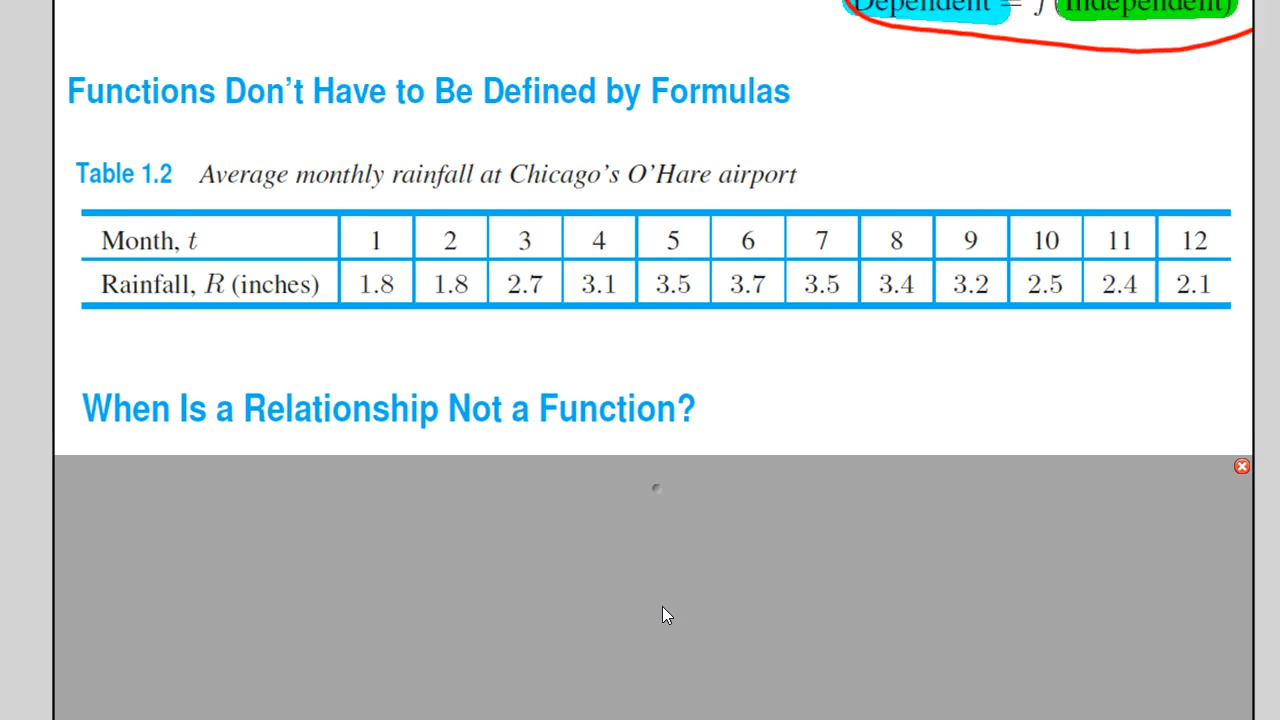 Dependent = f(Independent)
Functions Don't Have to Be Defined by Formulas
Table 1.2 Average monthly rainfall at Chicago's O'Hare airport
Month, t 1 2 3 4 5 6 7 8 9 10 11 12
Rainfall, R (inches) 1.8 1.8 2.7 3.1 3.5 3.7 3.5 3.4 3.2 2.5 2.4 2.1
When Is a Relationship Not a Function?